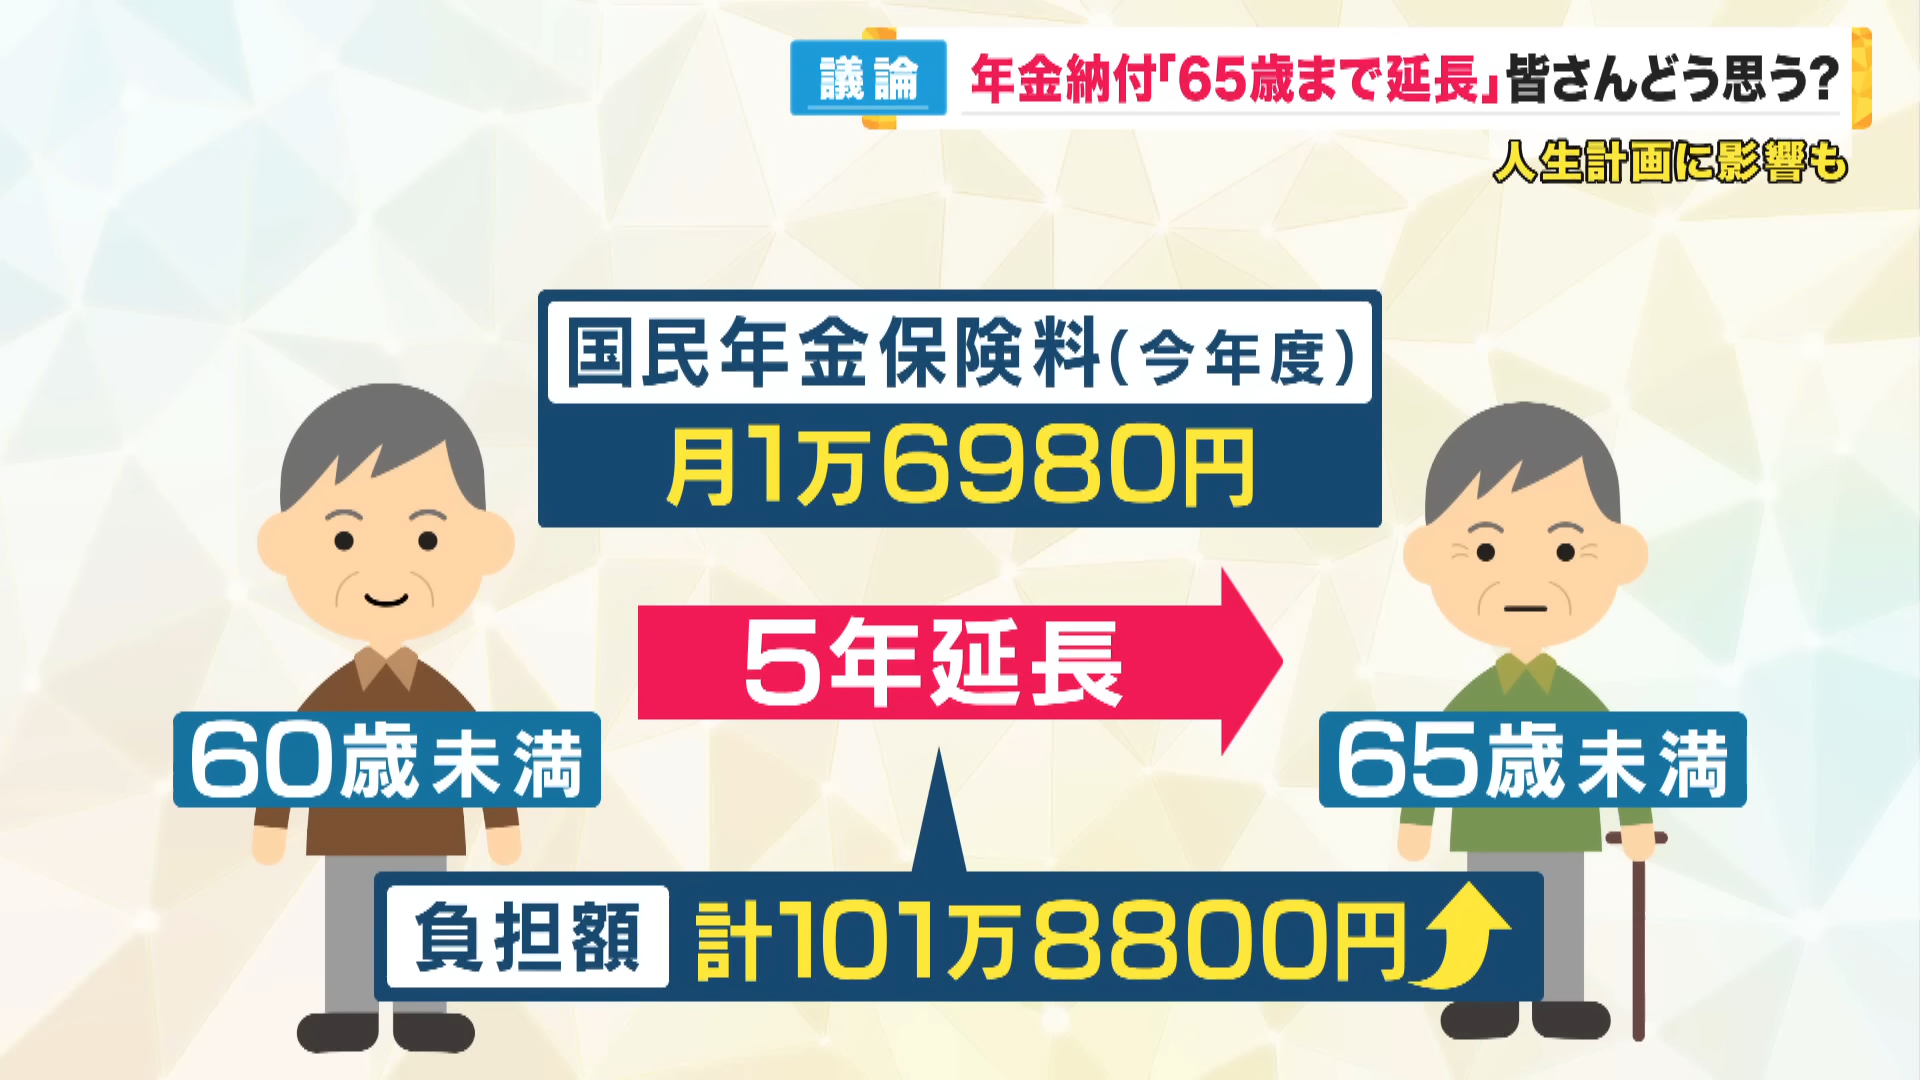 議論
年金納付「65歳まで延長」皆さんどう思う?
人生計画に影響も
国民年金保険料(今年度)
月1万6980円
5年延長
60歳未満
65歳未満
負担額 計101万8800円